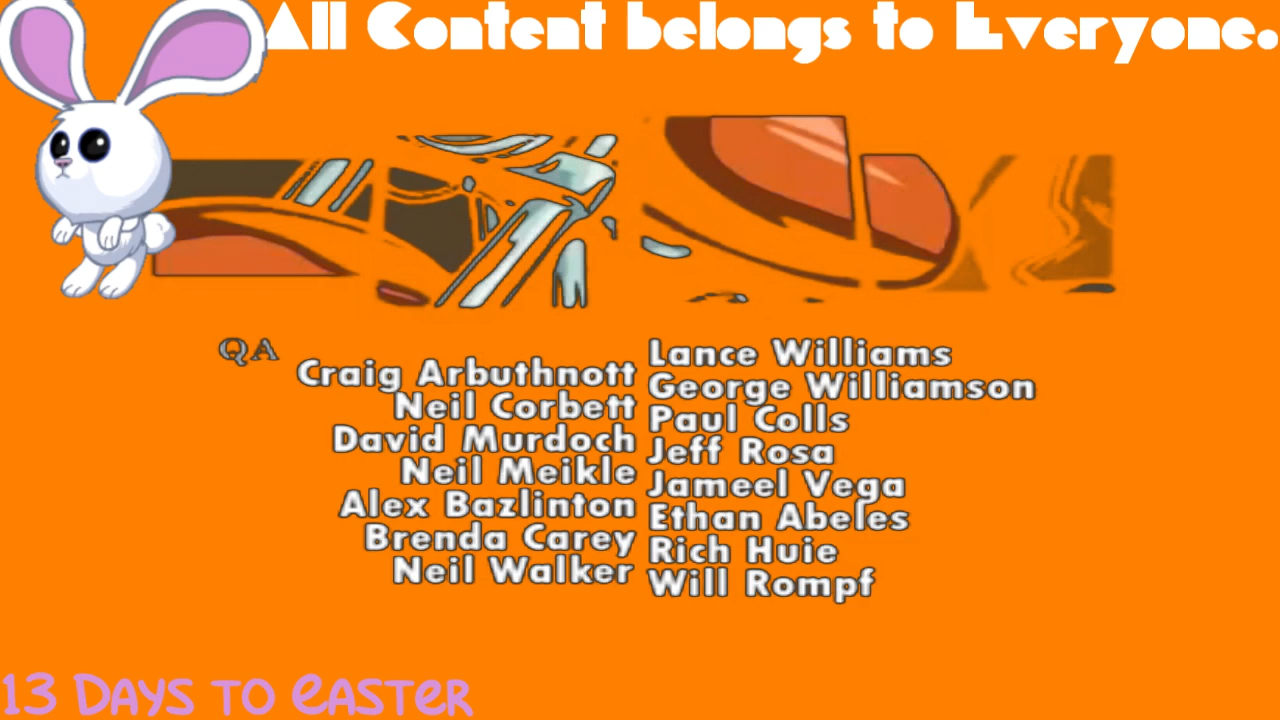 All Content belongs to Everyone.
QA
Craig Arbuthnott
Neil Corbett
David Murdoch
Neil Meikle
Alex Bazlinton
Brenda Carey
Neil Walker
Lance Williams
George Williamson
Paul Colls
Jeff Rosa
Jameel Vega
Ethan Abeles
Rich Huie
Will Rompf
13 Days to Easter